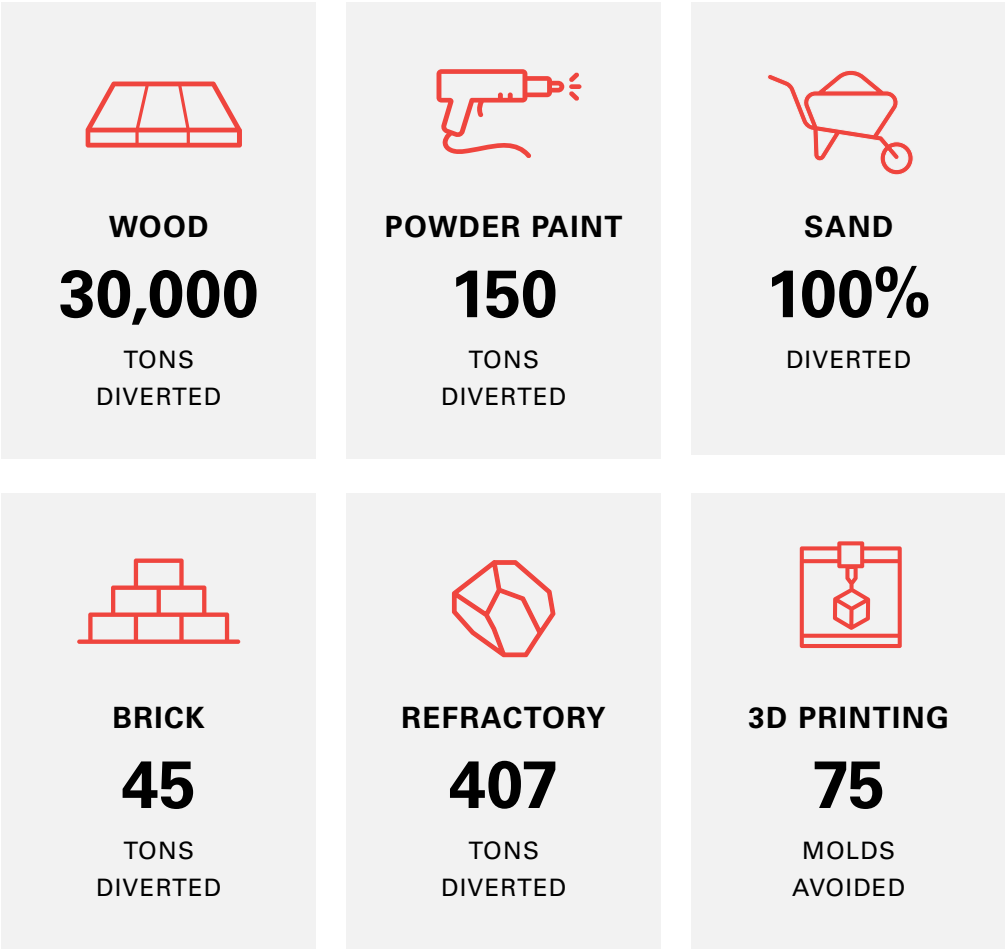 WOOD
30,000
TONS
DIVERTED
POWDER PAINT
150
TONS
DIVERTED
SAND
100%
DIVERTED
BRICK
45
TONS
DIVERTED
REFRACTORY
407
TONS
DIVERTED
3D PRINTING
75
MOLDS
AVOIDED